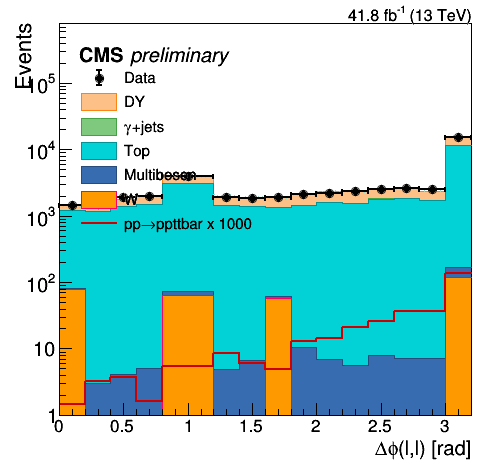 41.8 fb⁻¹ (13 TeV)
Events
CMS preliminary
Data
DY
γ+jets
Top
Multiboson
W
pp→ppttbar x 1000
10⁵
10⁴
10³
10²
10
1
0 0.5 1 1.5 2 2.5 3
Δϕ(l,l) [rad]